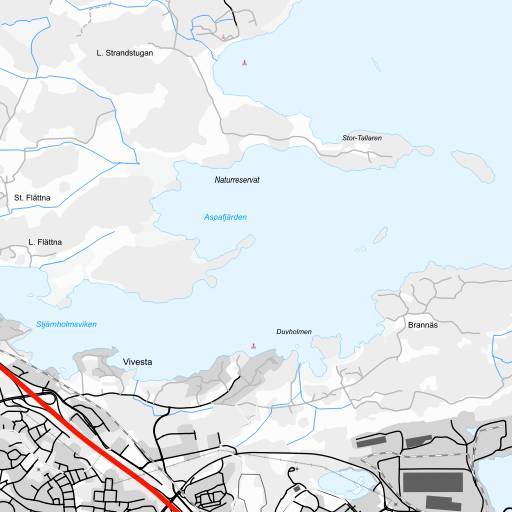 L. Strandstugan
Stor-Tallaren
Naturreservat
St. Flättna
Aspafjärden
L. Flättna
Stjärnholmsviken
Brannäs
Duvholmen
Vivesta